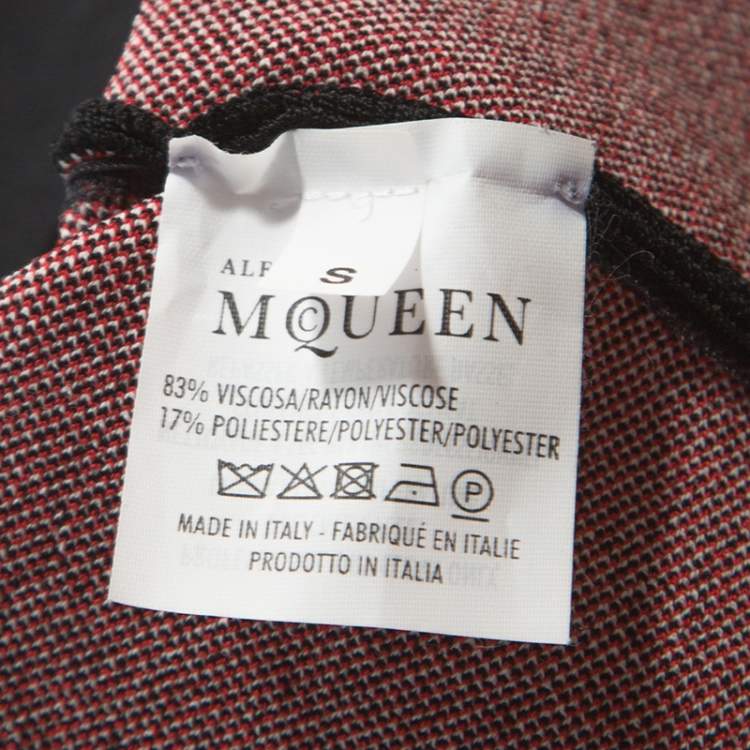 S
ALE
MCQUEEN
83% VISCOSA/RAYON/VISCOSE
17% POLIESTERE/POLYESTER/POLYESTER
P
MADE IN ITALY - FABRIQUÉ EN ITALIE
PRODOTTO IN ITALIA